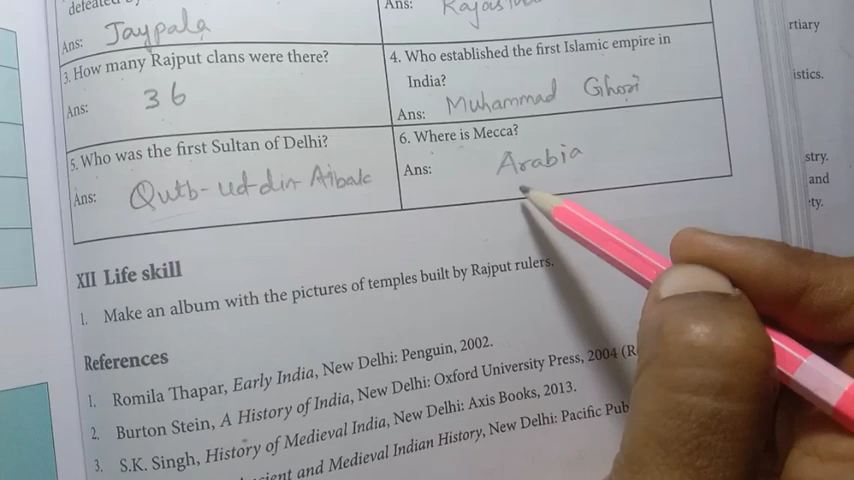 defeated
Ans: Jaypala
Ans:
3. How many Rajput clans were there?
Ans: 36
4. Who established the first Islamic empire in
India?
Ans: Muhammad Ghori
5. Who was the first Sultan of Delhi?
Ans: Qutb-ud-din Aibak
6. Where is Mecca?
Ans: Arabia
XII Life skill
1. Make an album with the pictures of temples built by Rajput rulers.
References
1. Romila Thapar, Early India, New Delhi: Penguin, 2002.
2. Burton Stein, A History of India, New Delhi: Oxford University Press, 2004 (R
3. S.K. Singh, History of Medieval India, New Delhi: Axis Books, 2013.
and Medieval Indian History, New Delhi: Pacific Pub
rtiary
istics.
stry.
and
ty.